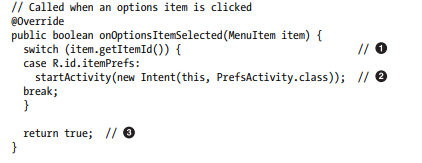 // Called when an options item is clicked
@Override
public boolean onOptionsItemSelected(MenuItem item) {
  switch (item.getItemId()) {                              // ❶
  case R.id.itemPrefs:
    startActivity(new Intent(this, PrefsActivity.class));  // ❷
  break;
  }
  return true;  // ❸
}